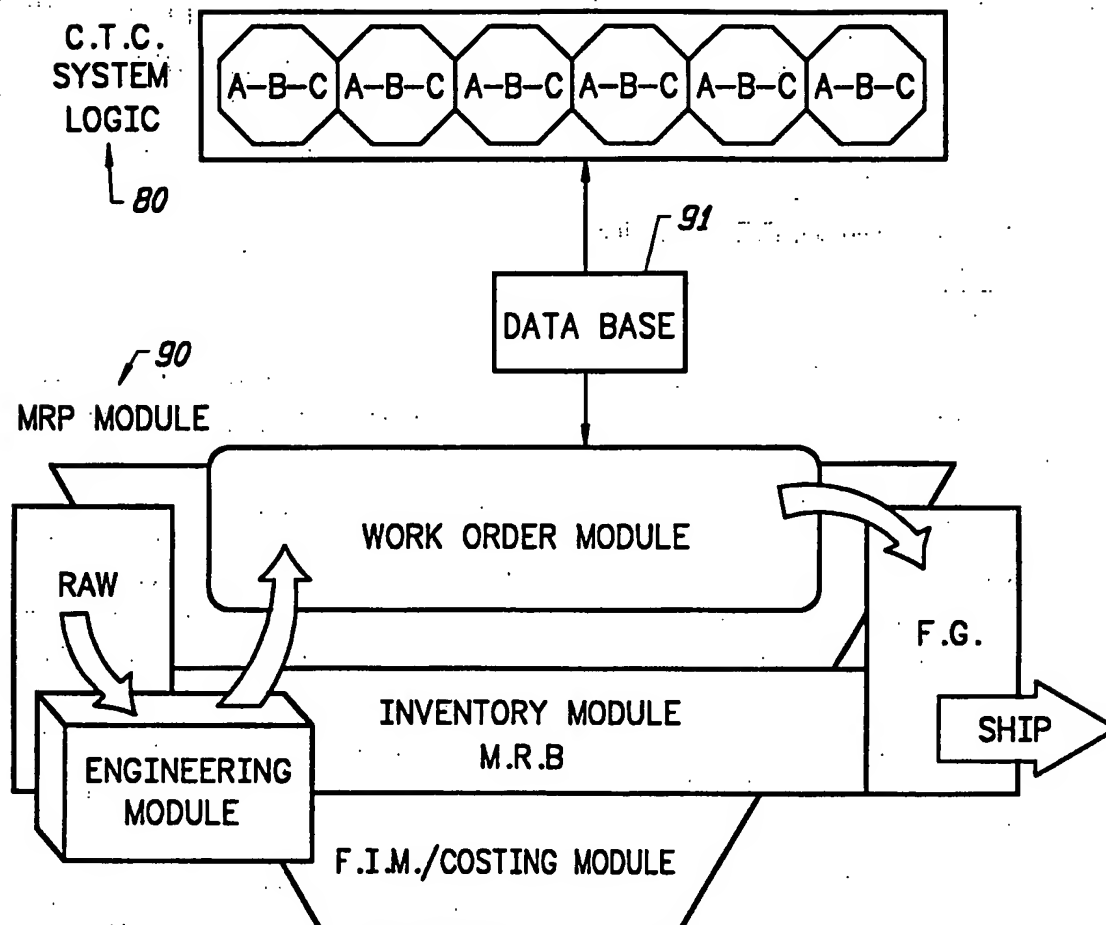 C.T.C.
SYSTEM
LOGIC
80
A-B-C A-B-C A-B-C A-B-C A-B-C A-B-C
91
DATA BASE
90
MRP MODULE
WORK ORDER MODULE
RAW
F.G.
INVENTORY MODULE
M.R.B
SHIP
ENGINEERING
MODULE
F.I.M./COSTING MODULE